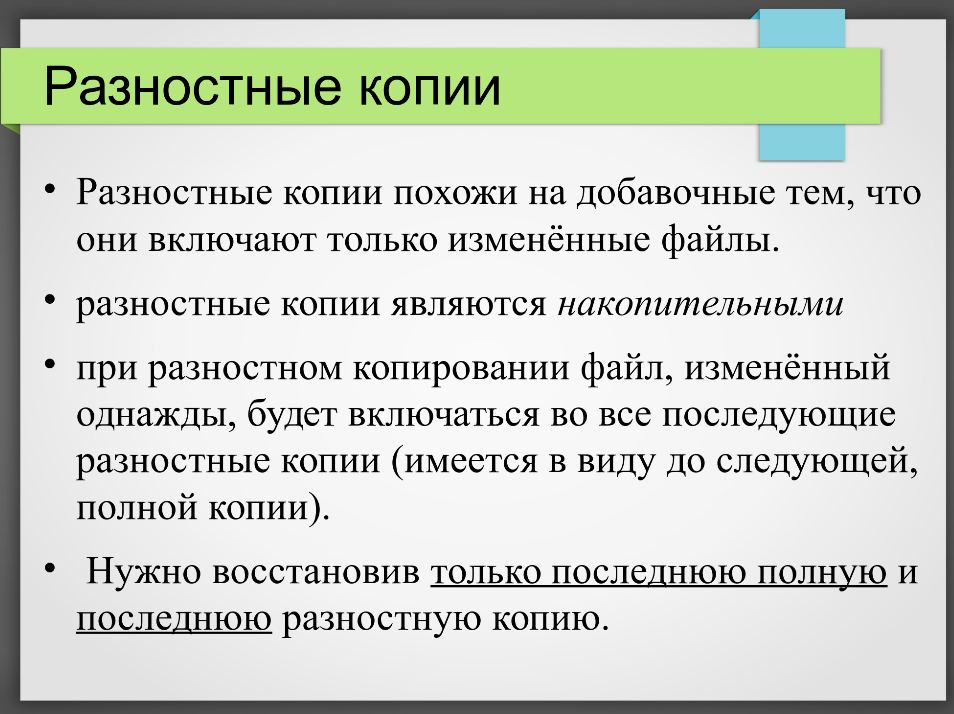 Разностные копии
• Разностные копии похожи на добавочные тем, что
они включают только изменённые файлы.
• разностные копии являются накопительными
• при разностном копировании файл, изменённый
однажды, будет включаться во все последующие
разностные копии (имеется в виду до следующей,
полной копии).
• Нужно восстановив только последнюю полную и
последнюю разностную копию.